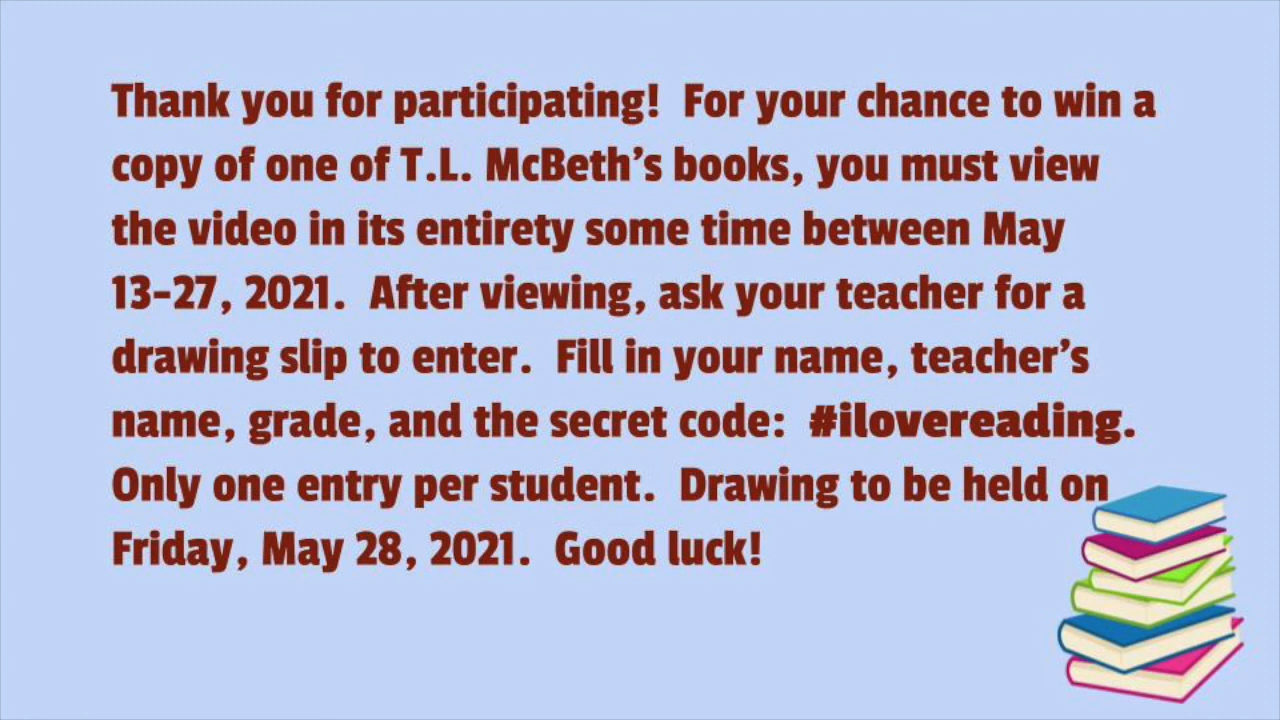 Thank you for participating!  For your chance to win a
copy of one of T.L. McBeth's books, you must view
the video in its entirety some time between May
13-27, 2021.  After viewing, ask your teacher for a
drawing slip to enter.  Fill in your name, teacher's
name, grade, and the secret code:  #ilovereading.
Only one entry per student.  Drawing to be held on
Friday, May 28, 2021.  Good luck!